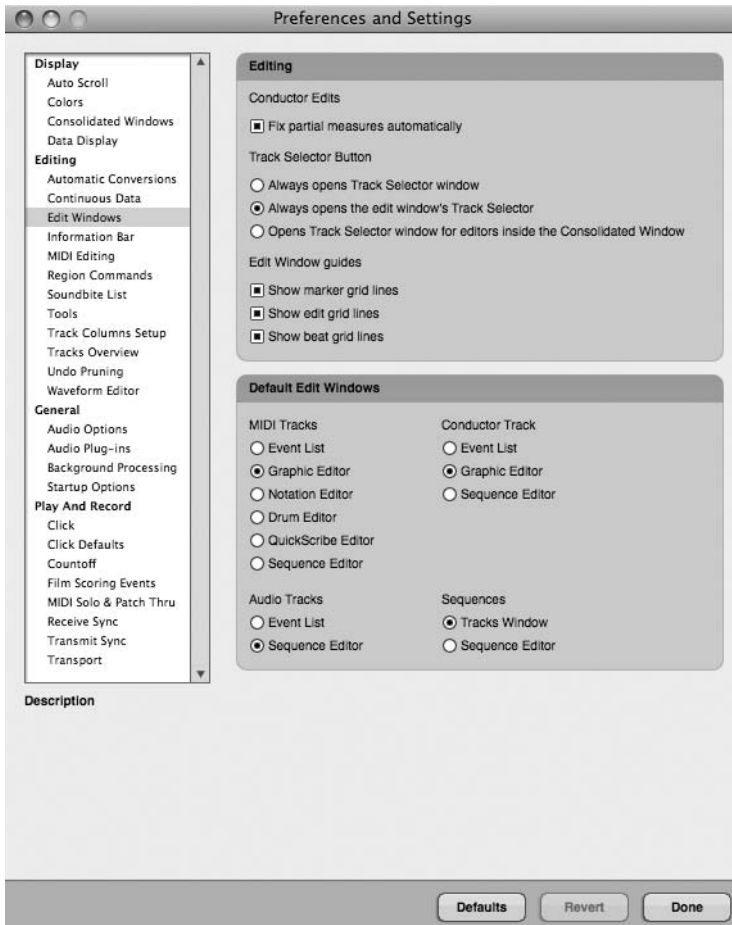 Preferences and Settings
Display
Auto Scroll
Colors
Consolidated Windows
Data Display
Editing
Automatic Conversions
Continuous Data
Edit Windows
Information Bar
MIDI Editing
Region Commands
Soundbite List
Tools
Track Columns Setup
Tracks Overview
Undo Pruning
Waveform Editor
General
Audio Options
Audio Plug-ins
Background Processing
Startup Options
Play And Record
Click
Click Defaults
Countoff
Film Scoring Events
MIDI Solo & Patch Thru
Receive Sync
Transmit Sync
Transport
Description
Editing
Conductor Edits
Fix partial measures automatically
Track Selector Button
Always opens Track Selector window
Always opens the edit window's Track Selector
Opens Track Selector window for editors inside the Consolidated Window
Edit Window guides
Show marker grid lines
Show edit grid lines
Show beat grid lines
Default Edit Windows
MIDI Tracks
Event List
Graphic Editor
Notation Editor
Drum Editor
QuickScribe Editor
Sequence Editor
Conductor Track
Event List
Graphic Editor
Sequence Editor
Audio Tracks
Event List
Sequence Editor
Sequences
Tracks Window
Sequence Editor
Defaults
Revert
Done